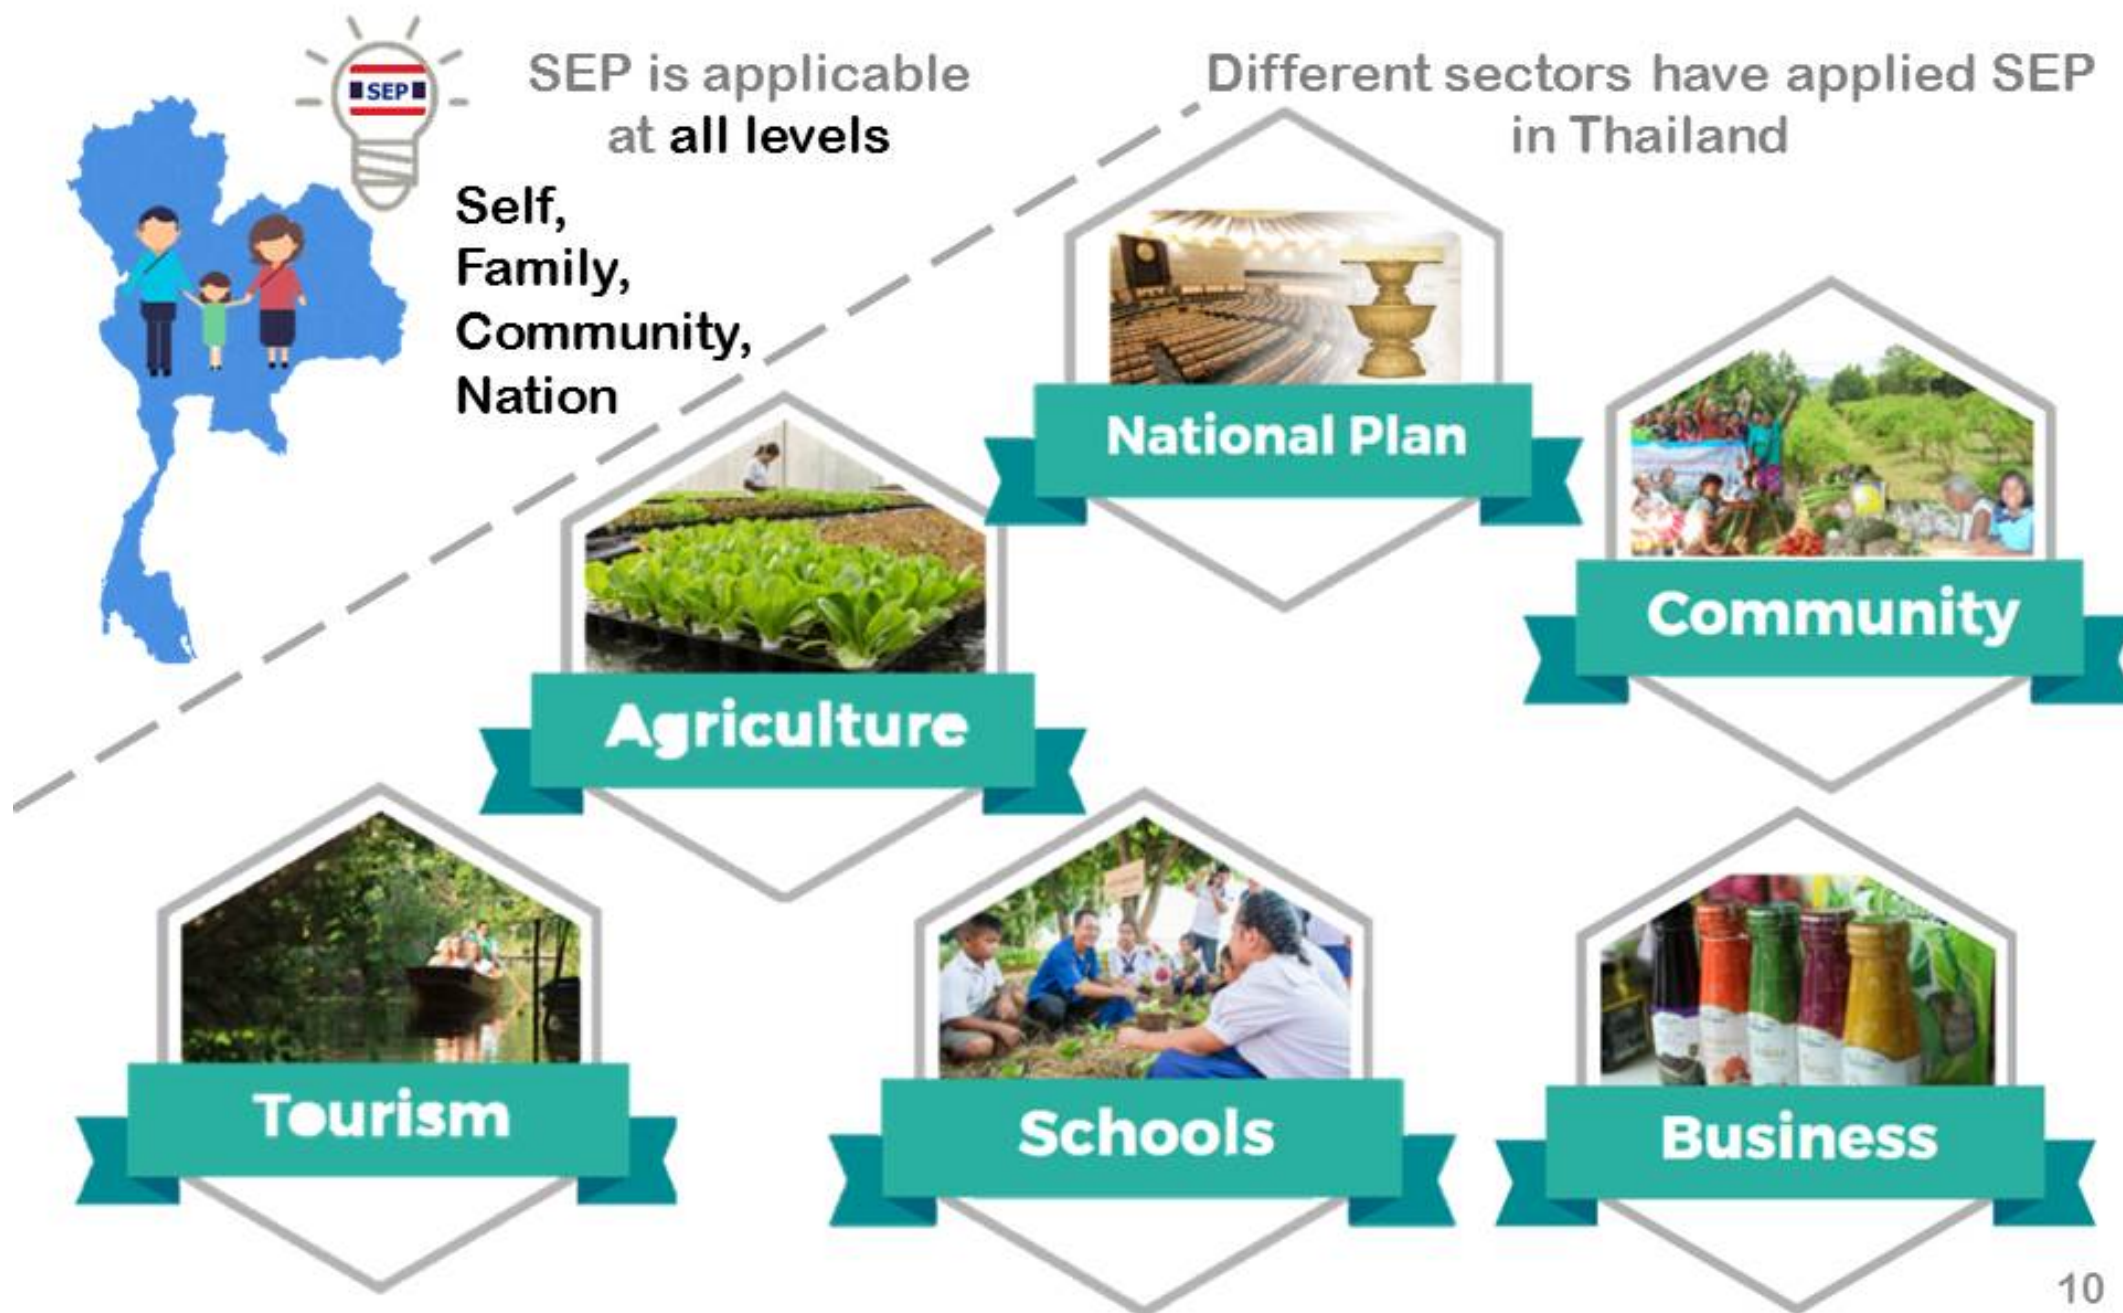 SEP
SEP is applicable
at all levels
Self,
Family,
Community,
Nation
Different sectors have applied SEP
in Thailand
National Plan
Community
Agriculture
Tourism
Schools
Business
10